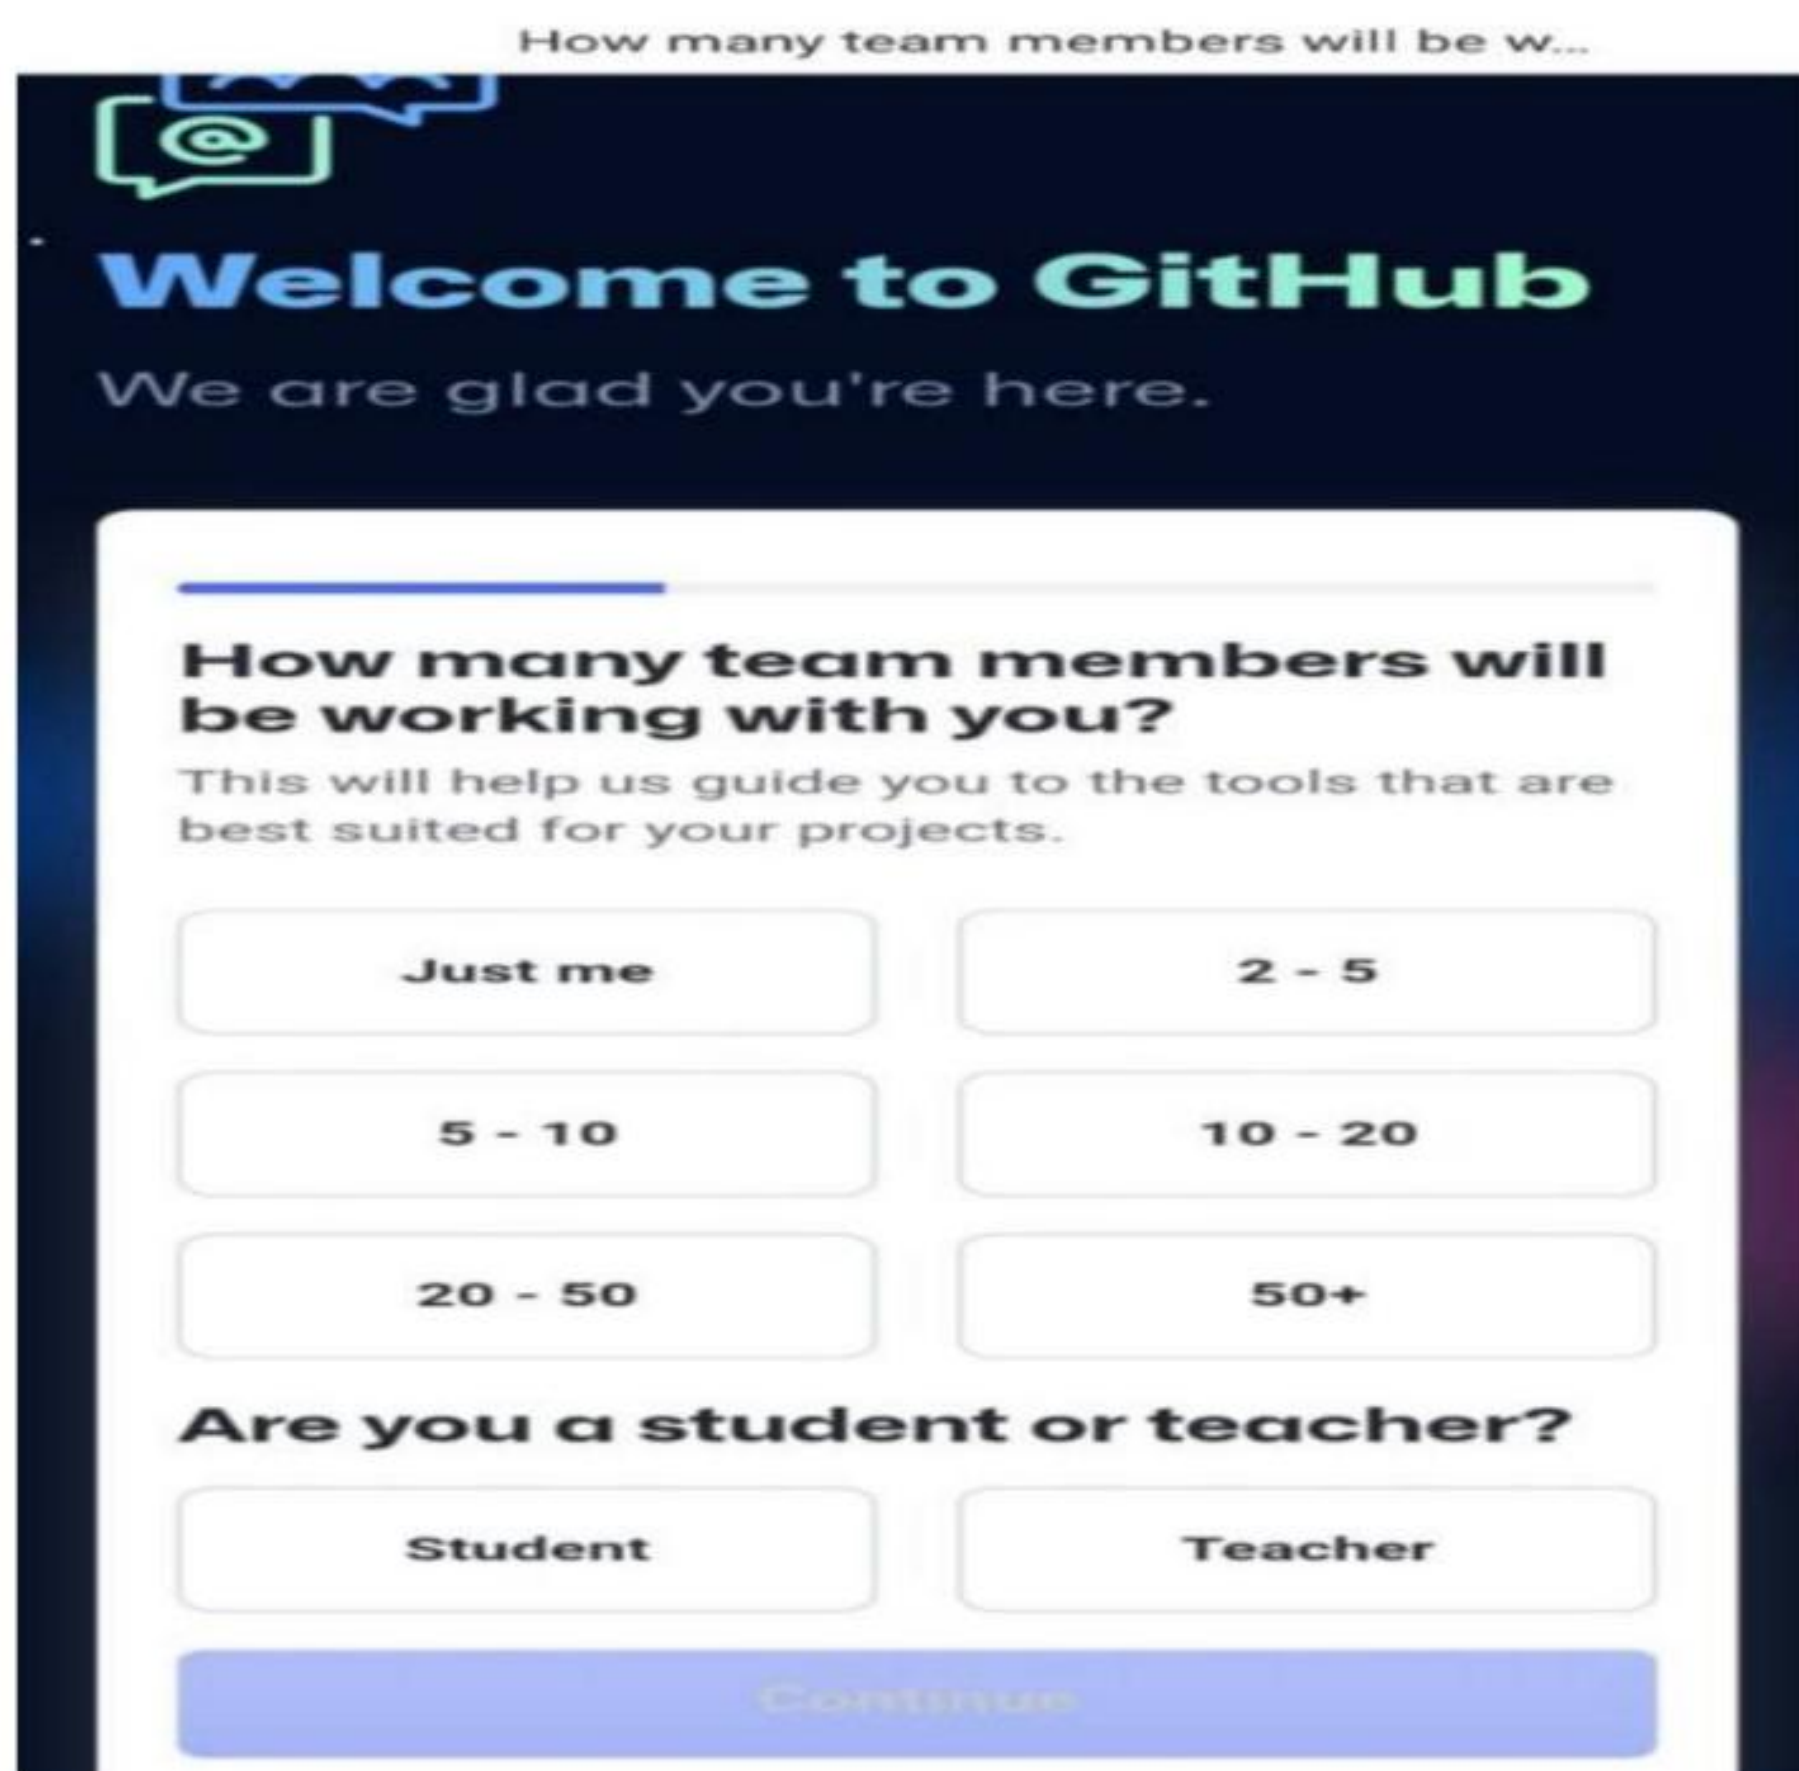 How many team members will be w...
@
Welcome to GitHub
We are glad you're here.
How many team members will
be working with you?
This will help us guide you to the tools that are
best suited for your projects.
Just me
2 - 5
5 - 10
10 - 20
20 - 50
50+
Are you a student or teacher?
Student
Teacher
Continue